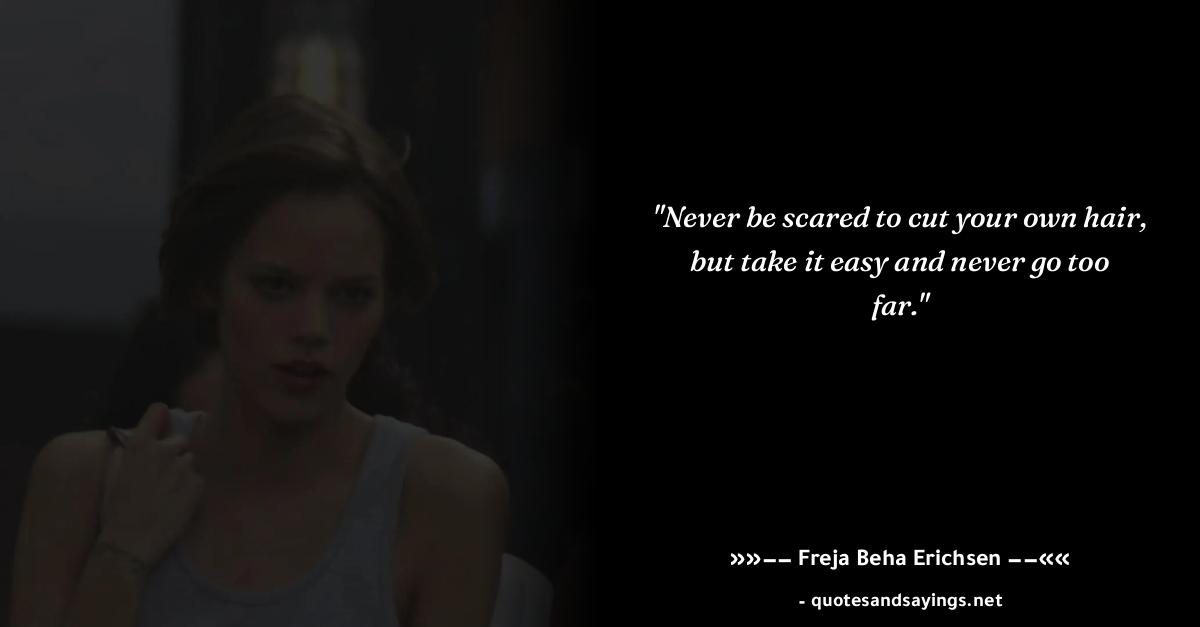 "Never be scared to cut your own hair,
but take it easy and never go too
far."
»»−− Freja Beha Erichsen −−««
- quotesandsayings.net